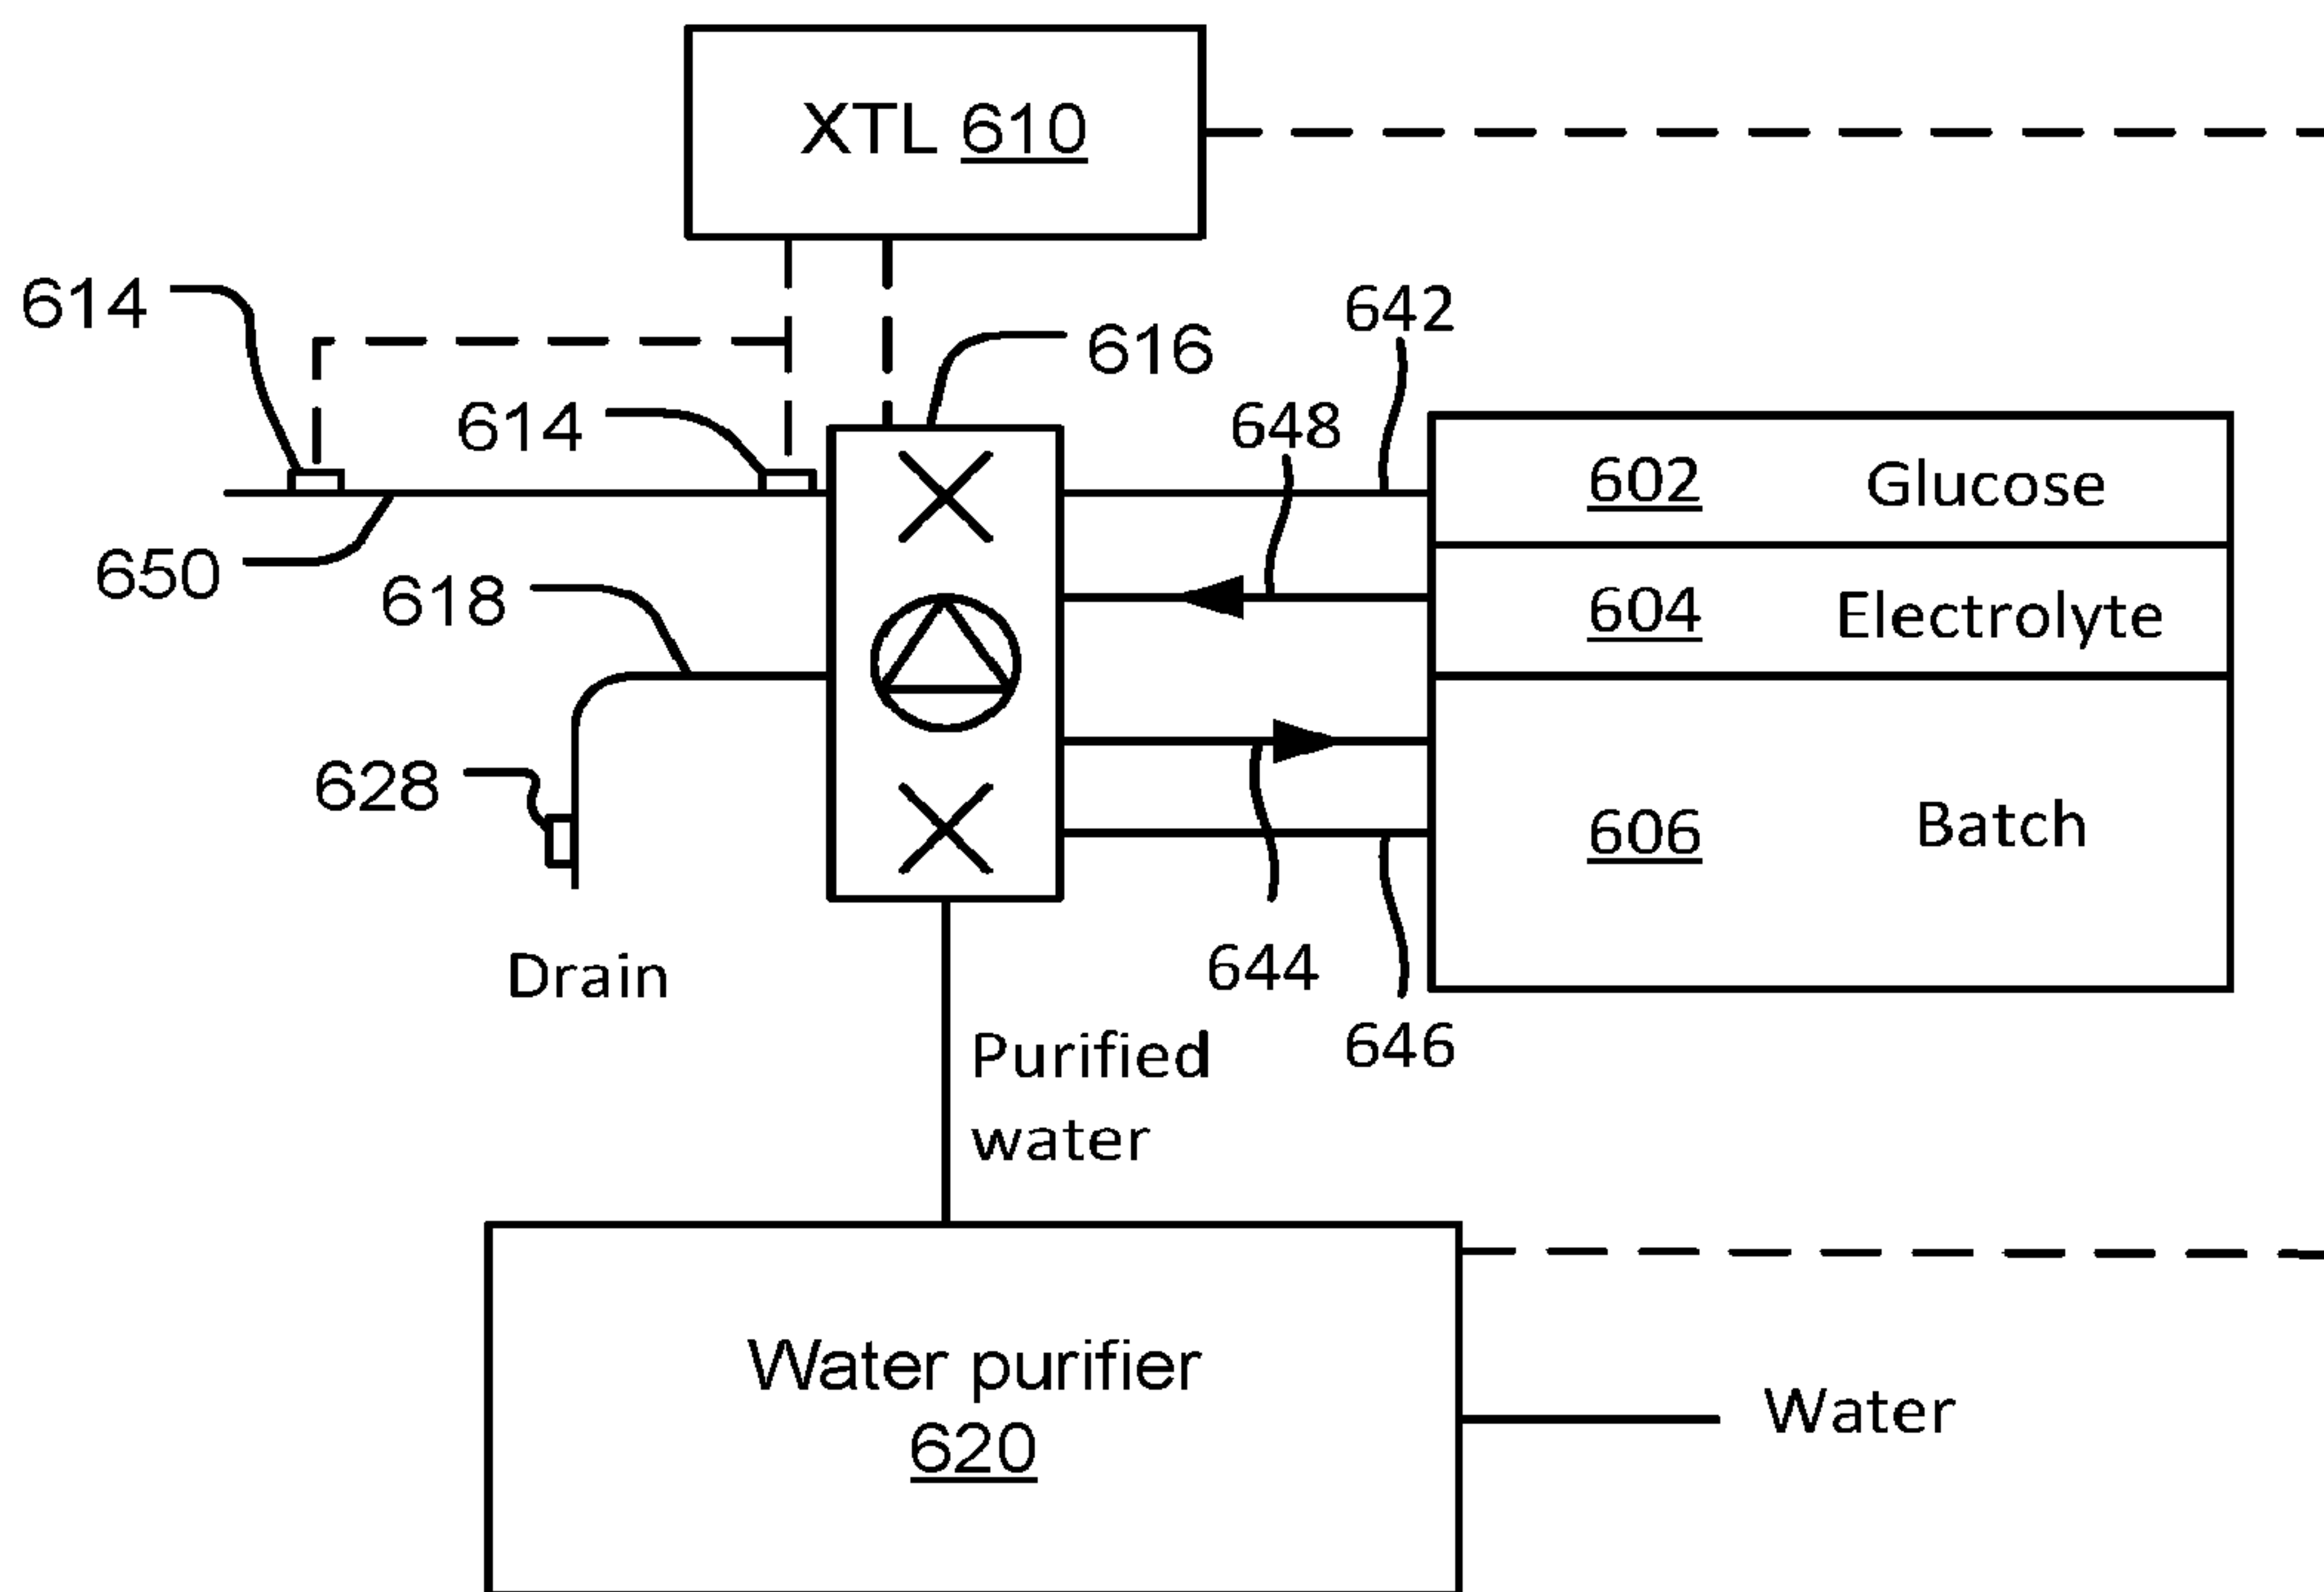 XTL 610
614
642
616
614
648
602 Glucose
650
618
604 Electrolyte
628
606 Batch
Drain
644
646
Purified
water
Water purifier
620
Water